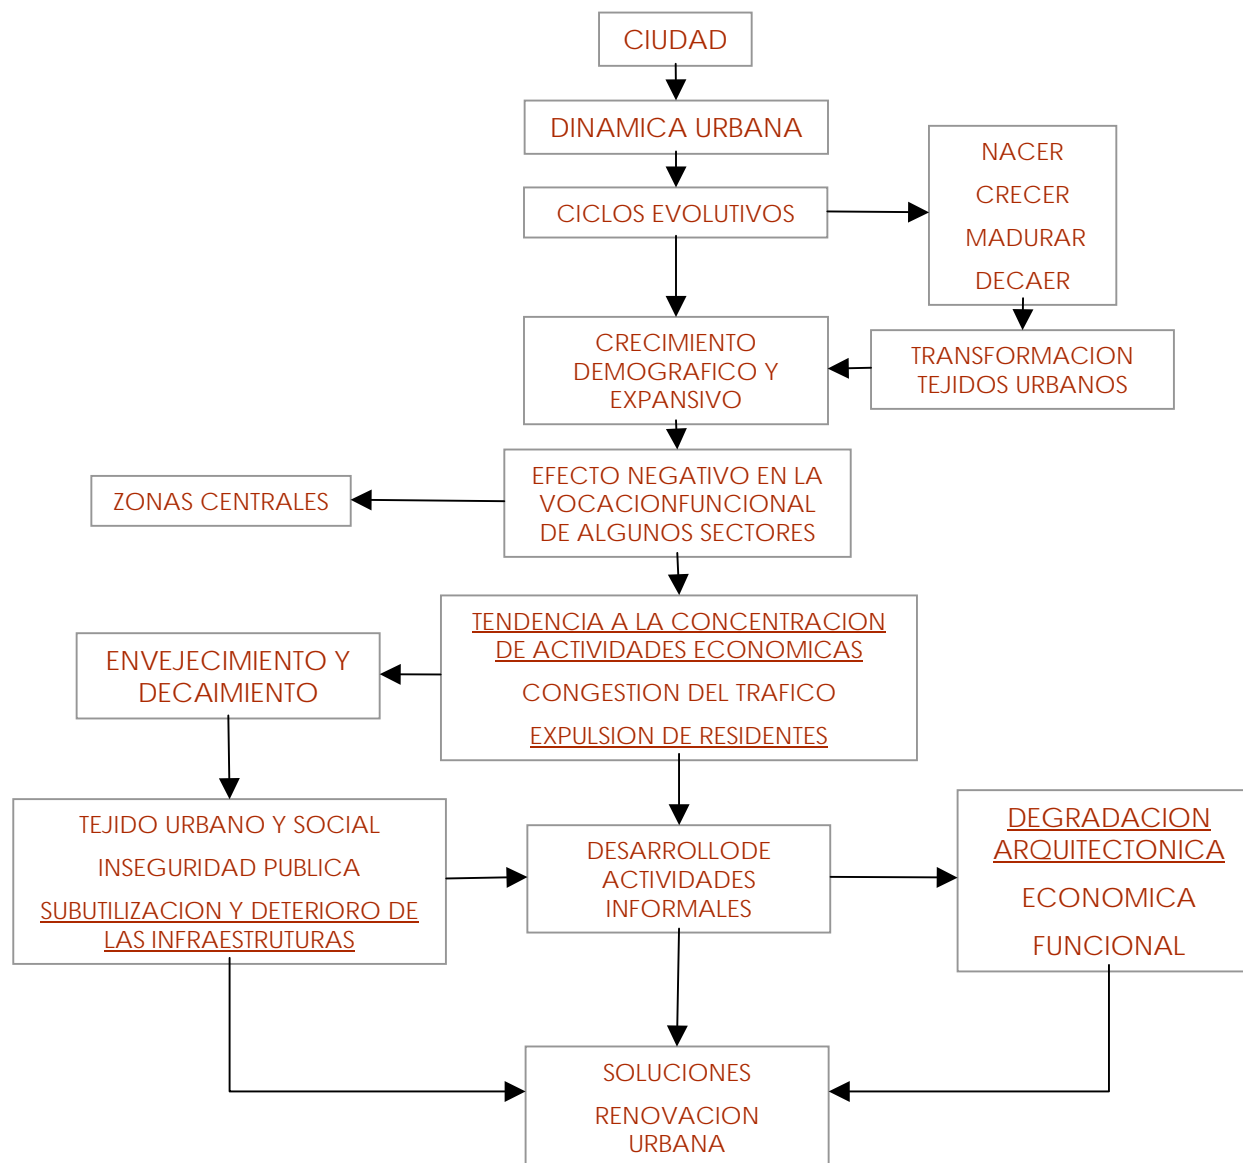 CIUDAD
DINAMICA URBANA
CICLOS EVOLUTIVOS
NACER
CRECER
MADURAR
DECAER
CRECIMIENTO
DEMOGRAFICO Y
EXPANSIVO
TRANSFORMACION
TEJIDOS URBANOS
ZONAS CENTRALES
EFECTO NEGATIVO EN LA
VOCACIONFUNCIONAL
DE ALGUNOS SECTORES
ENVEJECIMIENTO Y
DECAIMIENTO
TENDENCIA A LA CONCENTRACION
DE ACTIVIDADES ECONOMICAS
CONGESTION DEL TRAFICO
EXPULSION DE RESIDENTES
TEJIDO URBANO Y SOCIAL
INSEGURIDAD PUBLICA
SUBUTILIZACION Y DETERIORO DE
LAS INFRAESTRUTURAS
DESARROLLODE
ACTIVIDADES
INFORMALES
DEGRADACION
ARQUITECTONICA
ECONOMICA
FUNCIONAL
SOLUCIONES
RENOVACION
URBANA